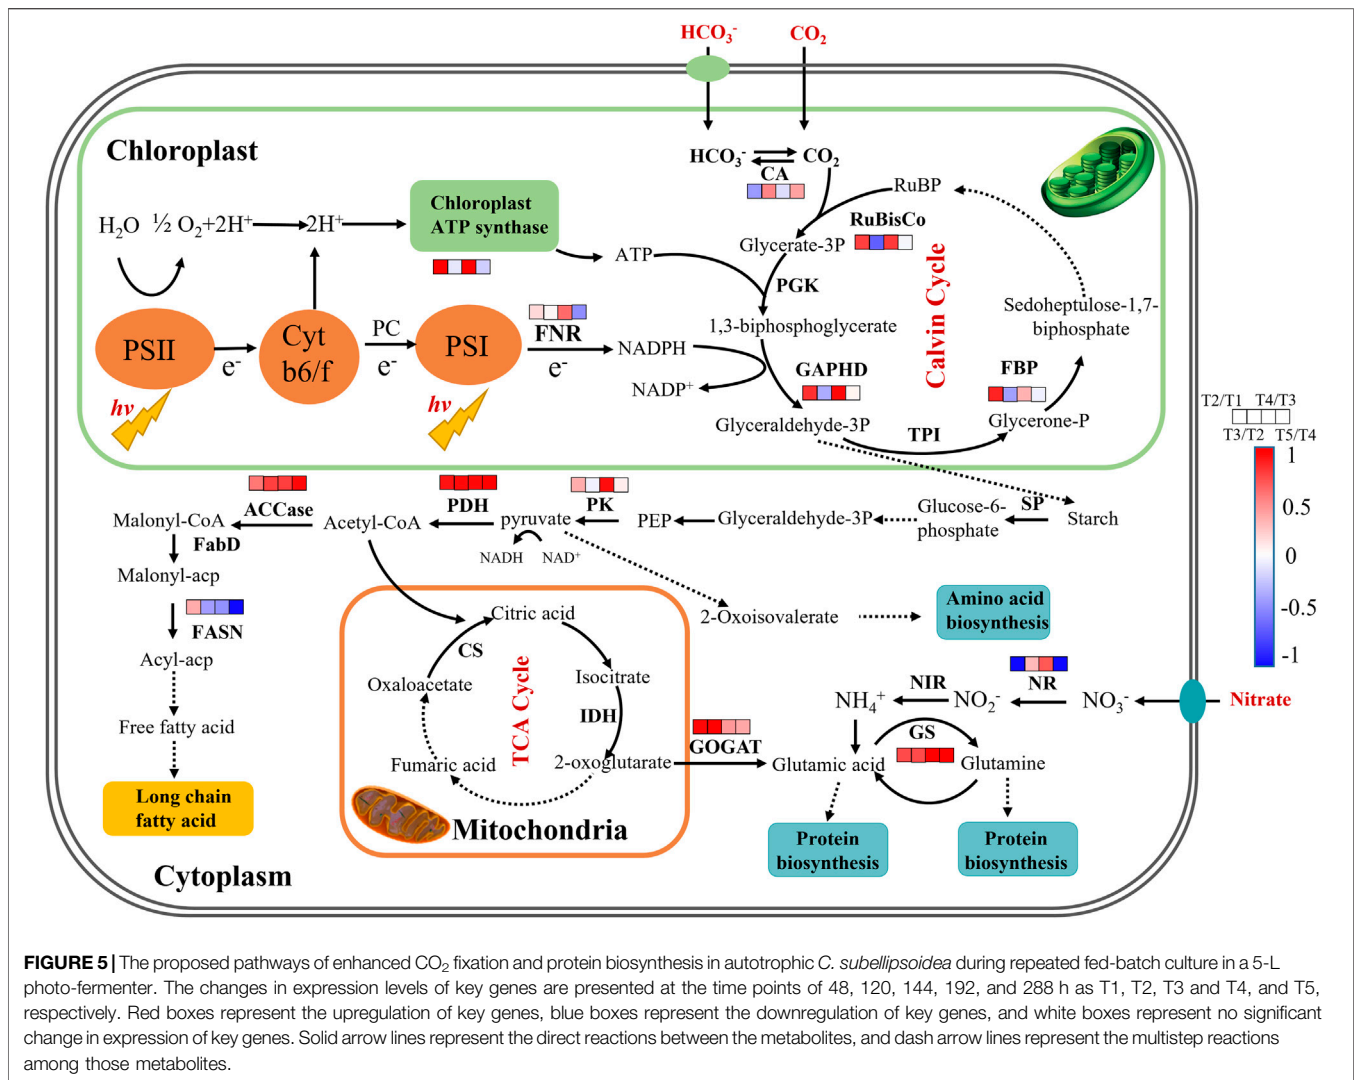 HCO₃⁻ CO₂
Chloroplast
HCO₃⁻ CO₂
CA
RuBP
H₂O ½ O₂+2H⁺ 2H⁺
Chloroplast
ATP synthase
RuBisCo
Glycerate-3P
ATP
PGK
Calvin Cycle
Sedoheptulose-1,7-
biphosphate
1,3-biphosphoglycerate
PSII
e⁻
Cyt
b6/f
PC
e⁻
PSI
FNR
e⁻
NADPH
NADP⁺
hv
hv
GAPHD
FBP
Glyceraldehyde-3P
TPI
Glycerone-P
T2/T1 T4/T3
T3/T2 T5/T4
1
0.5
0
-0.5
-1
ACCase
PDH
PK
Malonyl-CoA
Acetyl-CoA
pyruvate
PEP
Glyceraldehyde-3P
Glucose-6-
phosphate
SP
Starch
NADH NAD⁺
FabD
Malonyl-acp
FASN
Acyl-acp
Free fatty acid
Long chain
fatty acid
Citric acid
CS
Isocitrate
Oxaloacetate
TCA Cycle
IDH
Fumaric acid
2-oxoglutarate
Mitochondria
2-Oxoisovalerate
Amino acid
biosynthesis
GOGAT
NH₄⁺
NIR
NO₂⁻
NR
NO₃⁻
Nitrate
GS
Glutamic acid
Glutamine
Protein
biosynthesis
Protein
biosynthesis
Cytoplasm
FIGURE 5 | The proposed pathways of enhanced CO₂ fixation and protein biosynthesis in autotrophic C. subellipsoidea during repeated fed-batch culture in a 5-L
photo-fermenter. The changes in expression levels of key genes are presented at the time points of 48, 120, 144, 192, and 288 h as T1, T2, T3 and T4, and T5,
respectively. Red boxes represent the upregulation of key genes, blue boxes represent the downregulation of key genes, and white boxes represent no significant
change in expression of key genes. Solid arrow lines represent the direct reactions between the metabolites, and dash arrow lines represent the multistep reactions
among those metabolites.